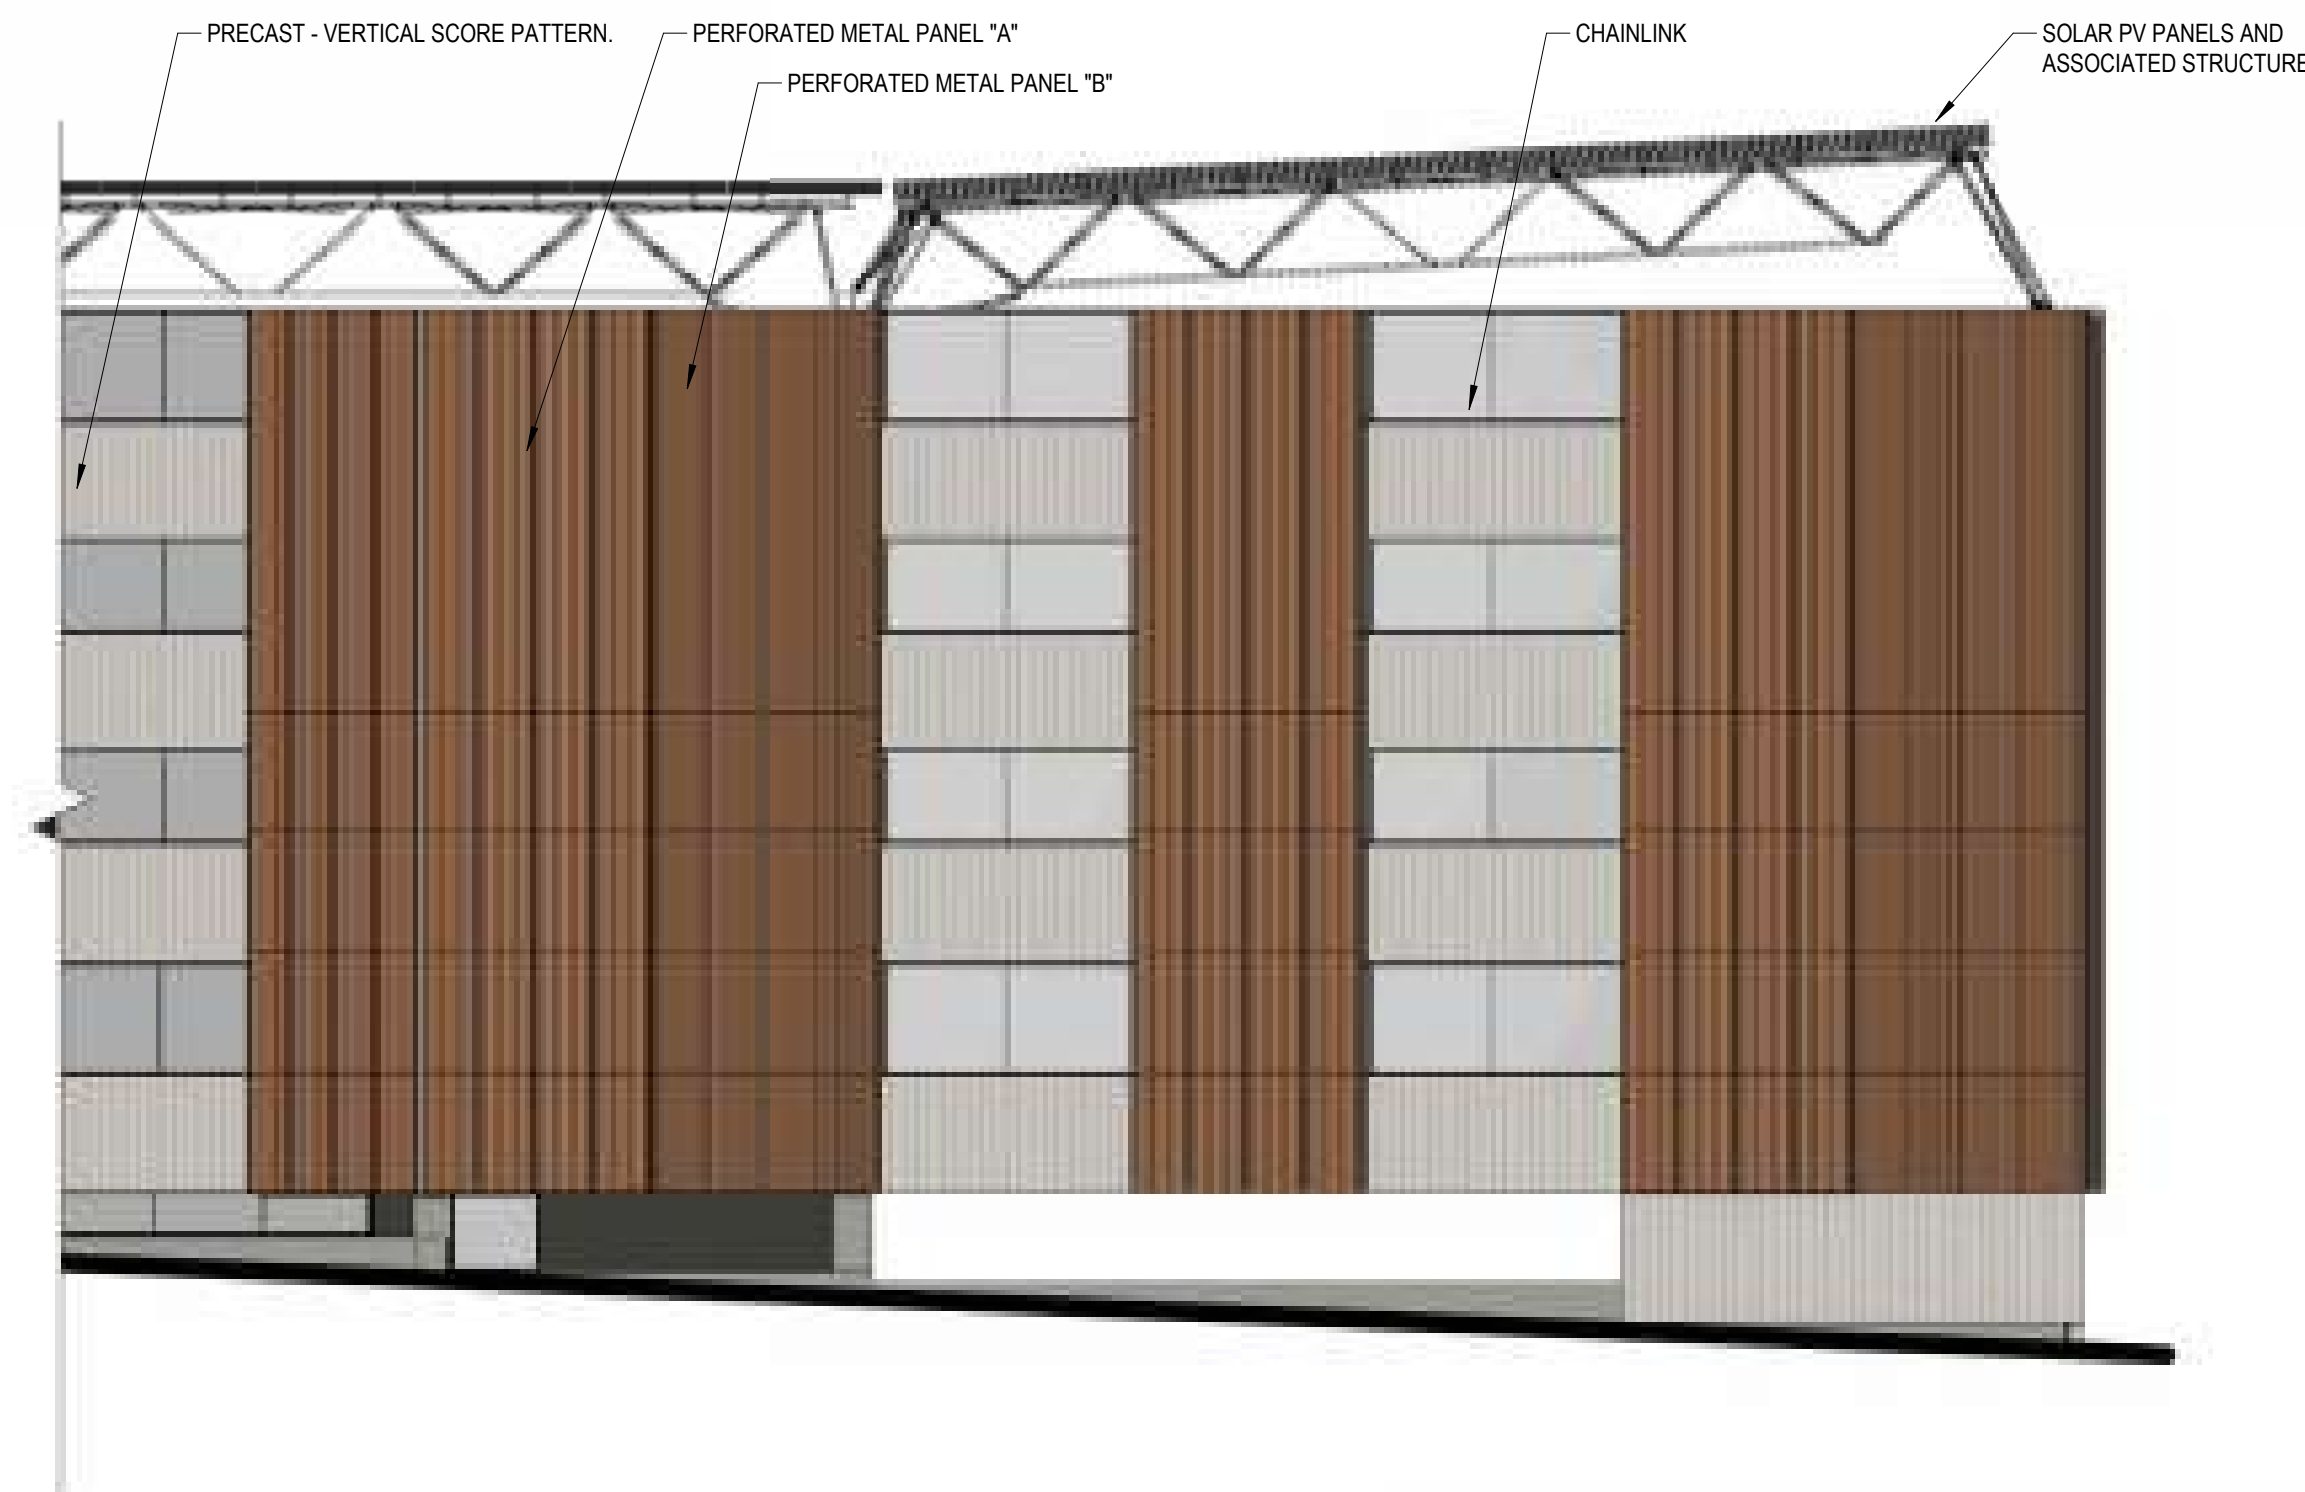 PRECAST - VERTICAL SCORE PATTERN.
PERFORATED METAL PANEL "A"
PERFORATED METAL PANEL "B"
CHAINLINK
SOLAR PV PANELS AND
ASSOCIATED STRUCTURE